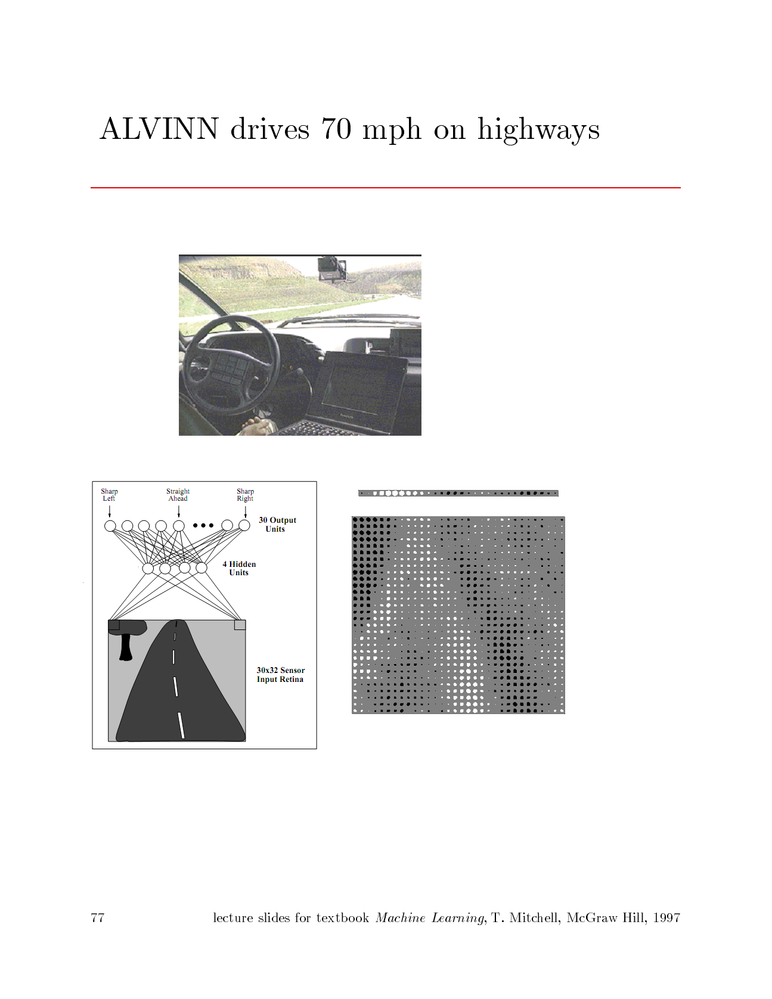 ALVINN drives 70 mph on highways
Sharp
Left
Straight
Ahead
Sharp
Right
30 Output
Units
4 Hidden
Units
30x32 Sensor
Input Retina
77 lecture slides for textbook Machine Learning, T. Mitchell, McGraw Hill, 1997